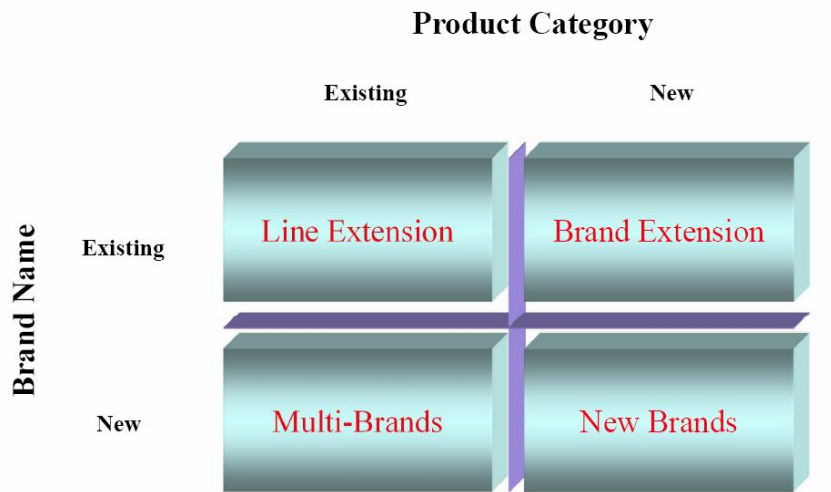 Product Category
Existing New
Brand Name
Existing
Line Extension Brand Extension
New
Multi-Brands New Brands